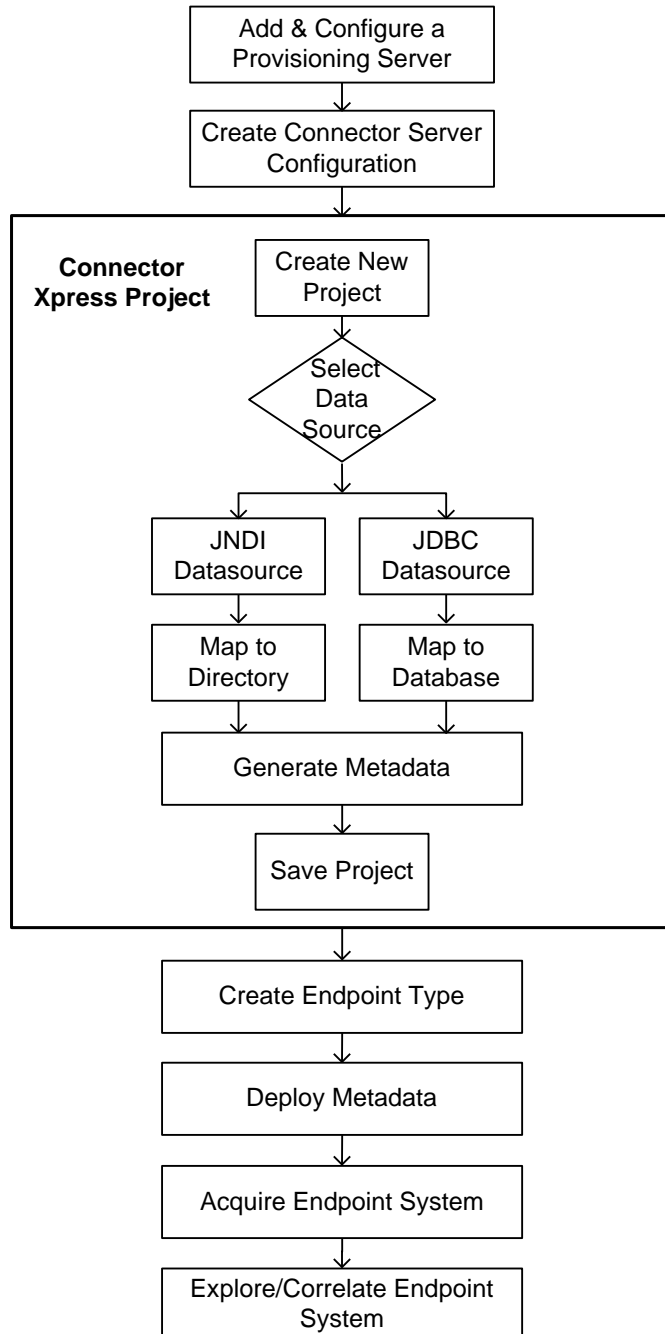 Add & Configure a
Provisioning Server
Create Connector Server
Configuration
Connector
Xpress Project
Create New
Project
Select
Data
Source
JNDI
Datasource
JDBC
Datasource
Map to
Directory
Map to
Database
Generate Metadata
Save Project
Create Endpoint Type
Deploy Metadata
Acquire Endpoint System
Explore/Correlate Endpoint
System